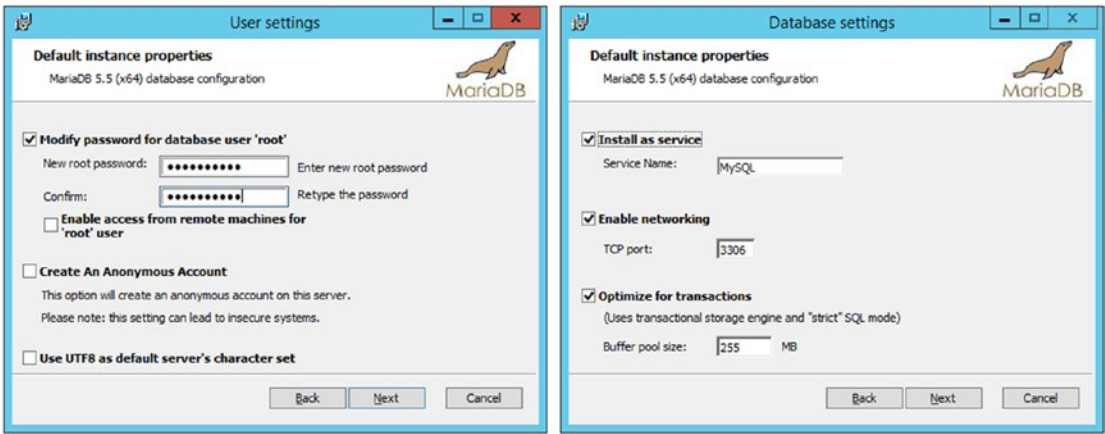 User settings
Default instance properties
MariaDB 5.5 (x64) database configuration
MariaDB
Modify password for database user 'root'
New root password:
●●●●●●●●●●
Enter new root password
Confirm:
●●●●●●●●●●
Retype the password
Enable access from remote machines for
'root' user
Create An Anonymous Account
This option will create an anonymous account on this server.
Please note: this setting can lead to insecure systems.
Use UTF8 as default server's character set
Back Next Cancel
Database settings
Default instance properties
MariaDB 5.5 (x64) database configuration
MariaDB
Install as service
Service Name: MySQL
Enable networking
TCP port: 3306
Optimize for transactions
(Uses transactional storage engine and "strict" SQL mode)
Buffer pool size: 255 MB
Back Next Cancel